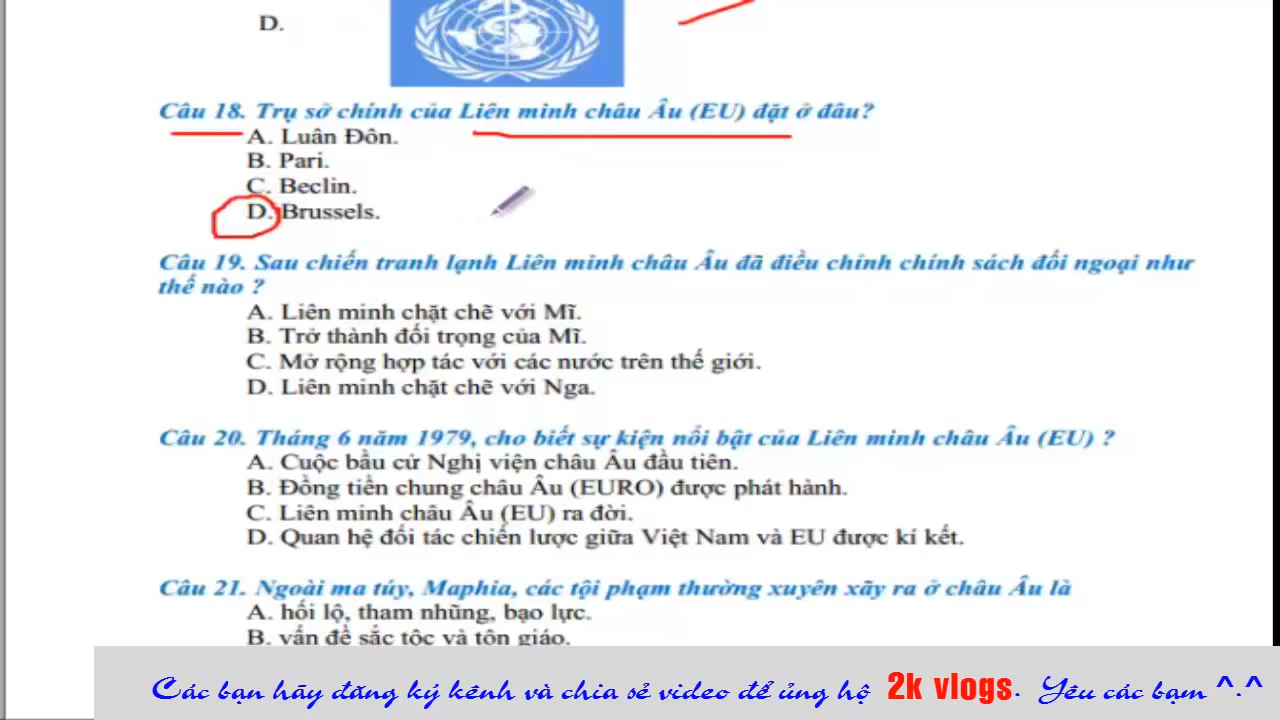 D.
Câu 18. Trụ sở chính của Liên minh châu Âu (EU) đặt ở đâu?
A. Luân Đôn.
B. Pari.
C. Beclin.
D. Brussels.
Câu 19. Sau chiến tranh lạnh Liên minh châu Âu đã điều chỉnh chính sách đối ngoại như
thế nào ?
A. Liên minh chặt chẽ với Mĩ.
B. Trở thành đối trọng của Mĩ.
C. Mở rộng hợp tác với các nước trên thế giới.
D. Liên minh chặt chẽ với Nga.
Câu 20. Tháng 6 năm 1979, cho biết sự kiện nổi bật của Liên minh châu Âu (EU) ?
A. Cuộc bầu cử Nghị viện châu Âu đầu tiên.
B. Đồng tiền chung châu Âu (EURO) được phát hành.
C. Liên minh châu Âu (EU) ra đời.
D. Quan hệ đối tác chiến lược giữa Việt Nam và EU được kí kết.
Câu 21. Ngoài ma túy, Maphia, các tội phạm thường xuyên xãy ra ở châu Âu là
A. hối lộ, tham nhũng, bạo lực.
B. vấn đề sắc tộc và tôn giáo.
Các bạn hãy đăng ký kênh và chia sẻ video để ủng hộ 2k vlogs. Yêu các bạm ^.^